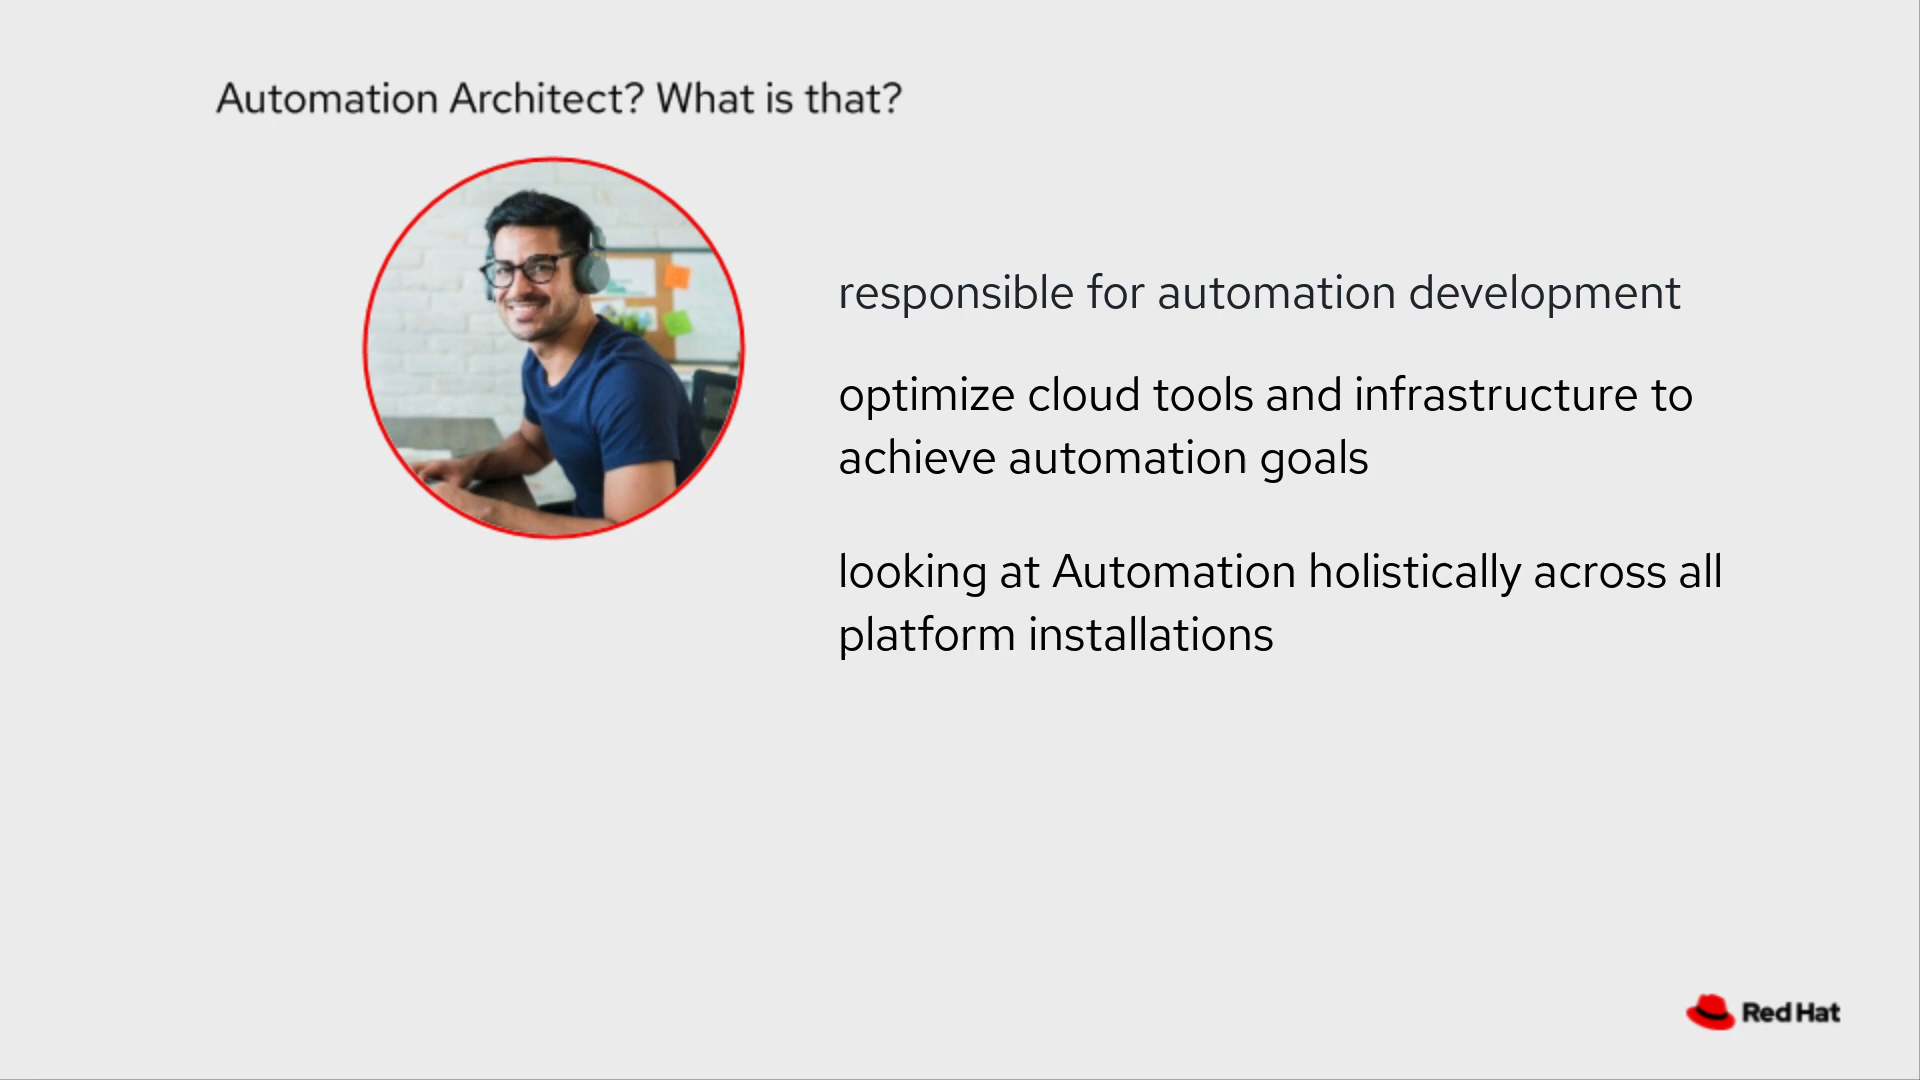 Automation Architect? What is that?
responsible for automation development
optimize cloud tools and infrastructure to
achieve automation goals
looking at Automation holistically across all
platform installations
Red Hat